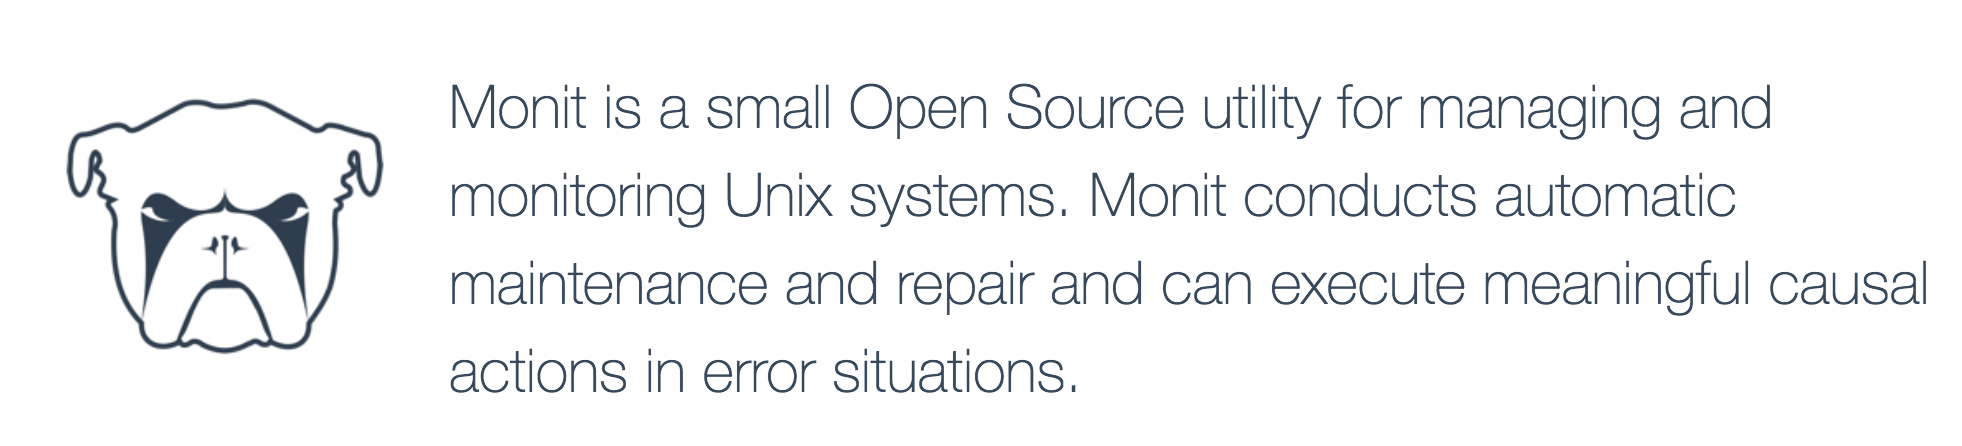 Monit is a small Open Source utility for managing and
monitoring Unix systems. Monit conducts automatic
maintenance and repair and can execute meaningful causal
actions in error situations.